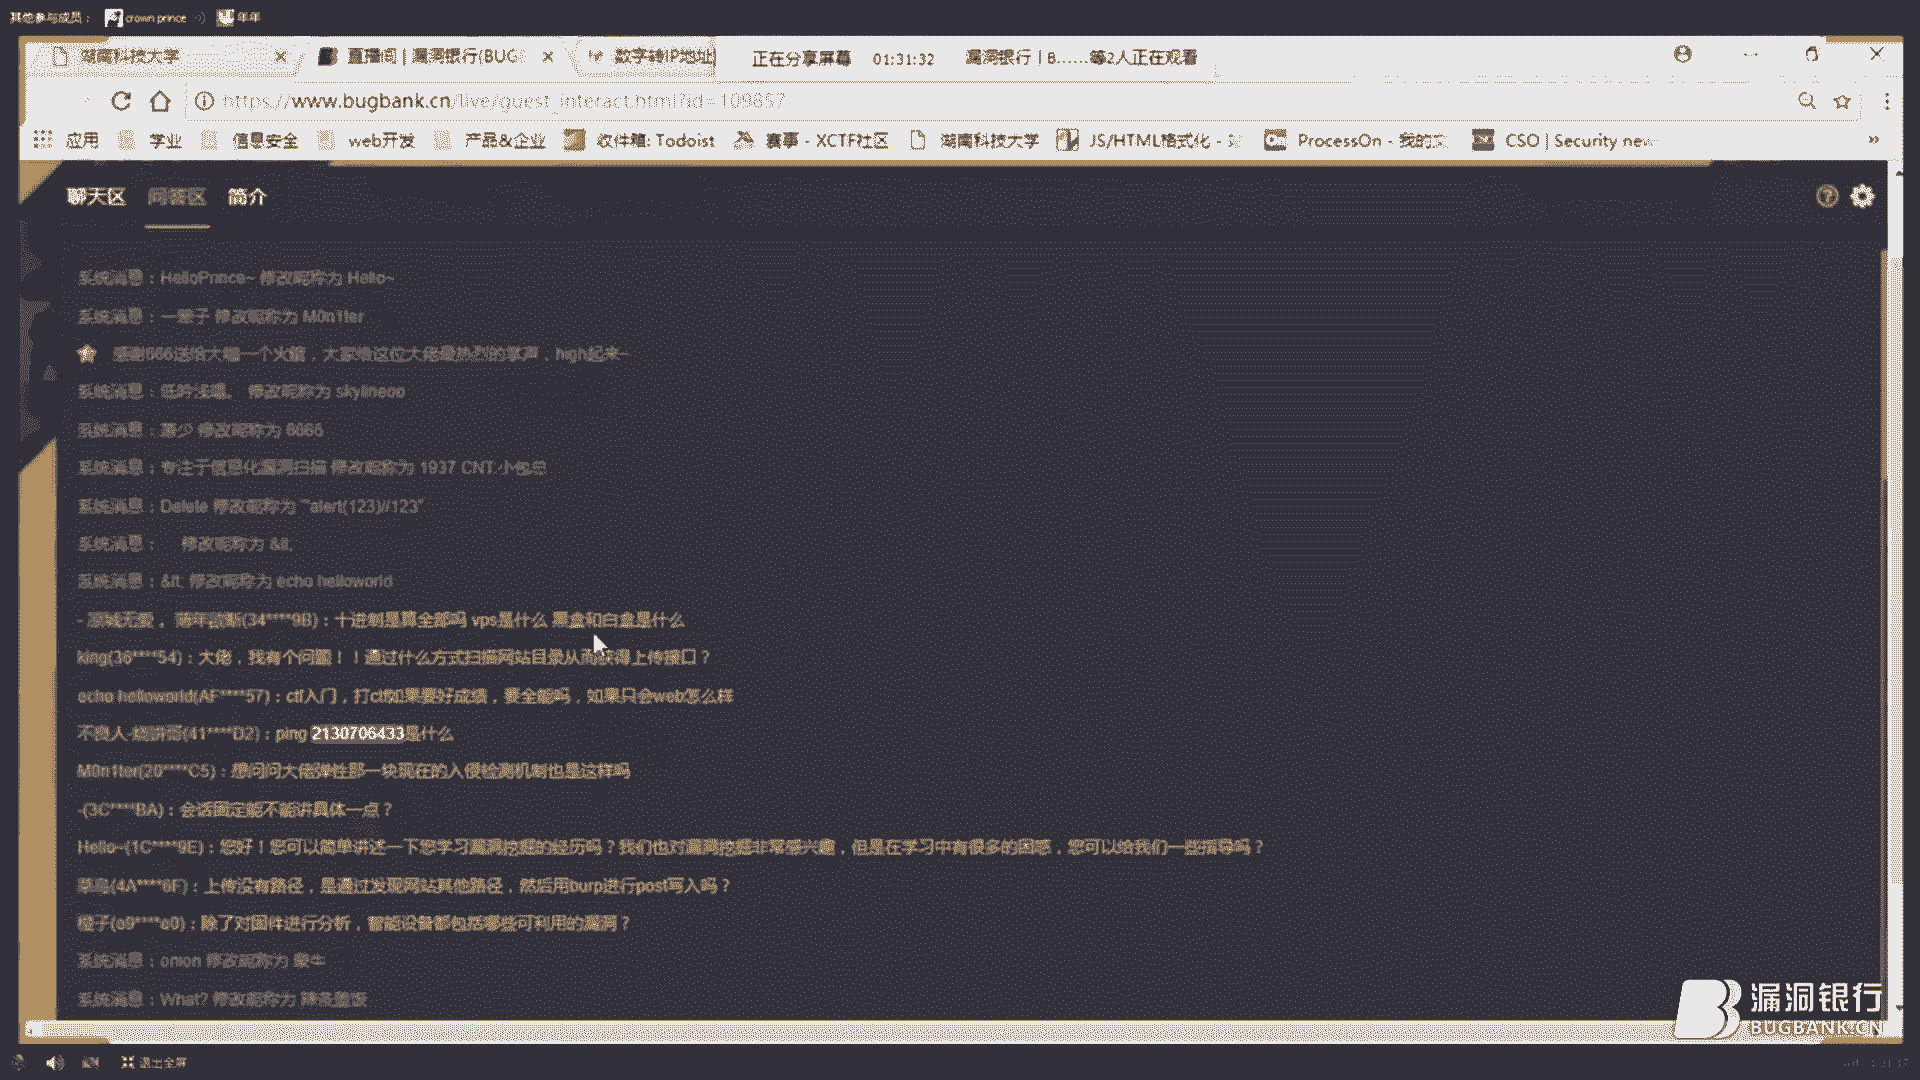 其他参与成员： crown prince 年年
湖南科技大学 直播间 | 漏洞银行(BUG 数字转IP地址 正在分享屏幕 01:31:32 漏洞银行 | B......等2人正在观看
https://www.bugbank.cn/live/guest_interact.html?id=109857
应用 学业 信息安全 web开发 产品&企业 收件箱: Todoist 赛事 - XCTF社区 湖南科技大学 JS/HTML格式化 - ProcessOn - 我的文 CSO | Security new
聊天区 问答区 简介
系统消息：HelloPrince~ 修改昵称为 Hello~
系统消息：一辈子 修改昵称为 M0n1ter
感谢666送给大咖一个火箭，大家给这位大佬最热烈的掌声，high起来~
系统消息：低吟浅唱。 修改昵称为 skylineoo
系统消息：少 修改昵称为 6666
系统消息：专注于信息化漏洞扫描 修改昵称为 1937 CNT.小包总
系统消息：Delete 修改昵称为 '"alert(123)//123"
系统消息： 修改昵称为 &lt;
系统消息：&lt; 修改昵称为 echo helloworld
(34****9B)：十进制是算全部吗 vps是什么 黑盒和白盒是什么
king(36****54)：大佬，我有个问题！！通过什么方式扫描网站目录从而获得上传接口？
echo helloworld(AF****57)：ctf入门，打ctf如果要好成绩，要全能吗，如果只会web怎么样
不良人-(41****D2)：ping 2130706433是什么
M0n1ter(20****C5)：想问问大佬弹性那一块现在的入侵检测机制也是这样吗
-(3C****BA)：会话固定能不能讲具体一点？
Hello~(1C****9E)：您好！您可以简单讲述一下您学习漏洞挖掘的经历吗？我们也对漏洞挖掘非常感兴趣，但是在学习中有很多的困惑，您可以给我们一些指导吗？
菜鸟(4A****6F)：上传没有路径，是通过发现网站其他路径，然后用burp进行post写入吗？
橙子(o9****o0)：除了对固件进行分析，智能设备都包括哪些可利用的漏洞？
系统消息：onion 修改昵称为 蒙牛
系统消息：What? 修改昵称为 辣条盖饭
漏洞银行
BUGBANK.CN
退出全屏